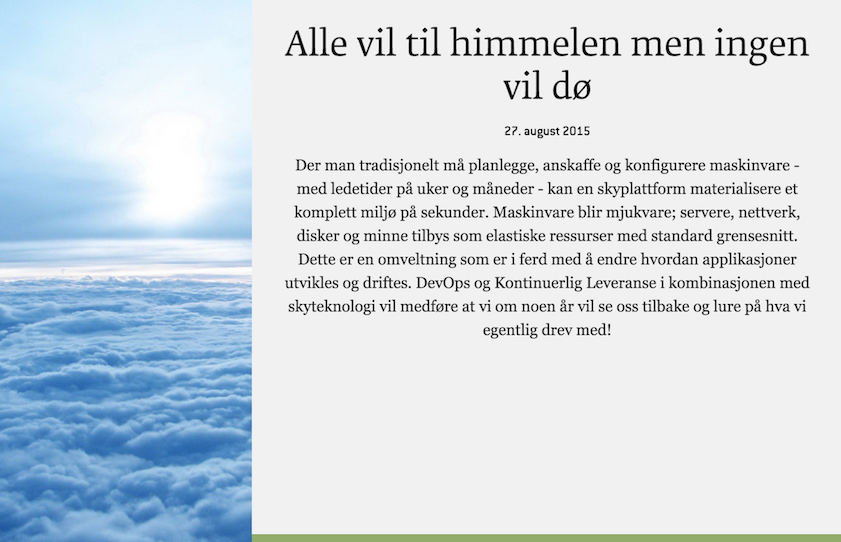 Alle vil til himmelen men ingen
vil dø
27. august 2015
Der man tradisjonelt må planlegge, anskaffe og konfigurere maskinvare -
med ledetider på uker og måneder - kan en skyplattform materialisere et
komplett miljø på sekunder. Maskinvare blir mjukvare; servere, nettverk,
disker og minne tilbys som elastiske ressurser med standard grensesnitt.
Dette er en omveltning som er i ferd med å endre hvordan applikasjoner
utvikles og driftes. DevOps og Kontinuerlig Leveranse i kombinasjonen med
skyteknologi vil medføre at vi om noen år vil se oss tilbake og lure på hva vi
egentlig drev med!